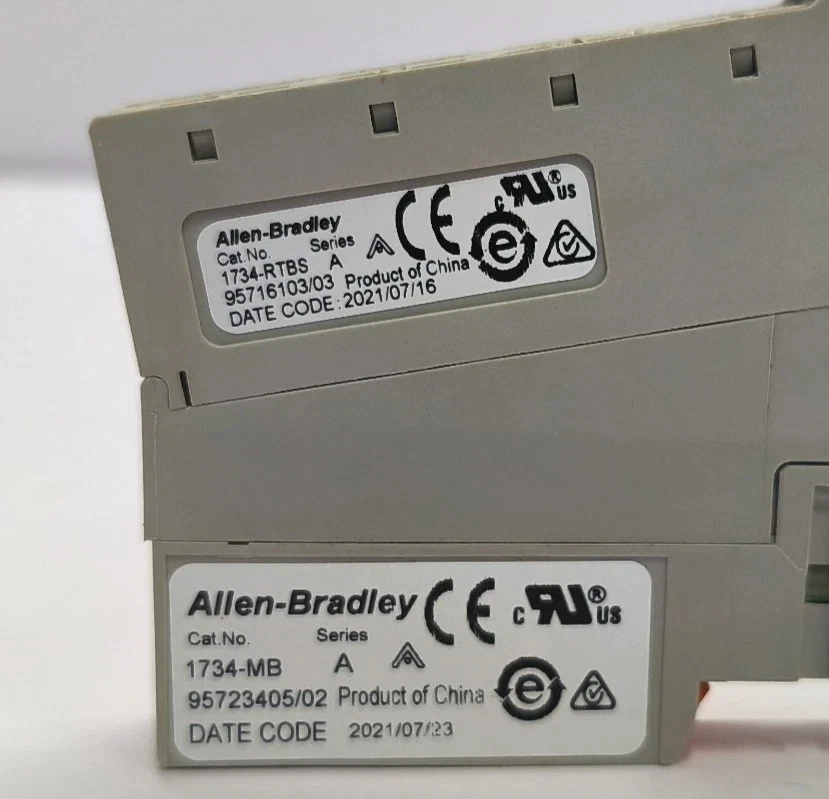 Allen-Bradley
Cat.No. Series
1734-RTBS A
95716103/03 Product of China
DATE CODE: 2021/07/16
CE
c RU ® US
e
Allen-Bradley
Cat.No. Series
1734-MB A
95723405/02 Product of China
DATE CODE 2021/07/23
CE
c RU ® US
e